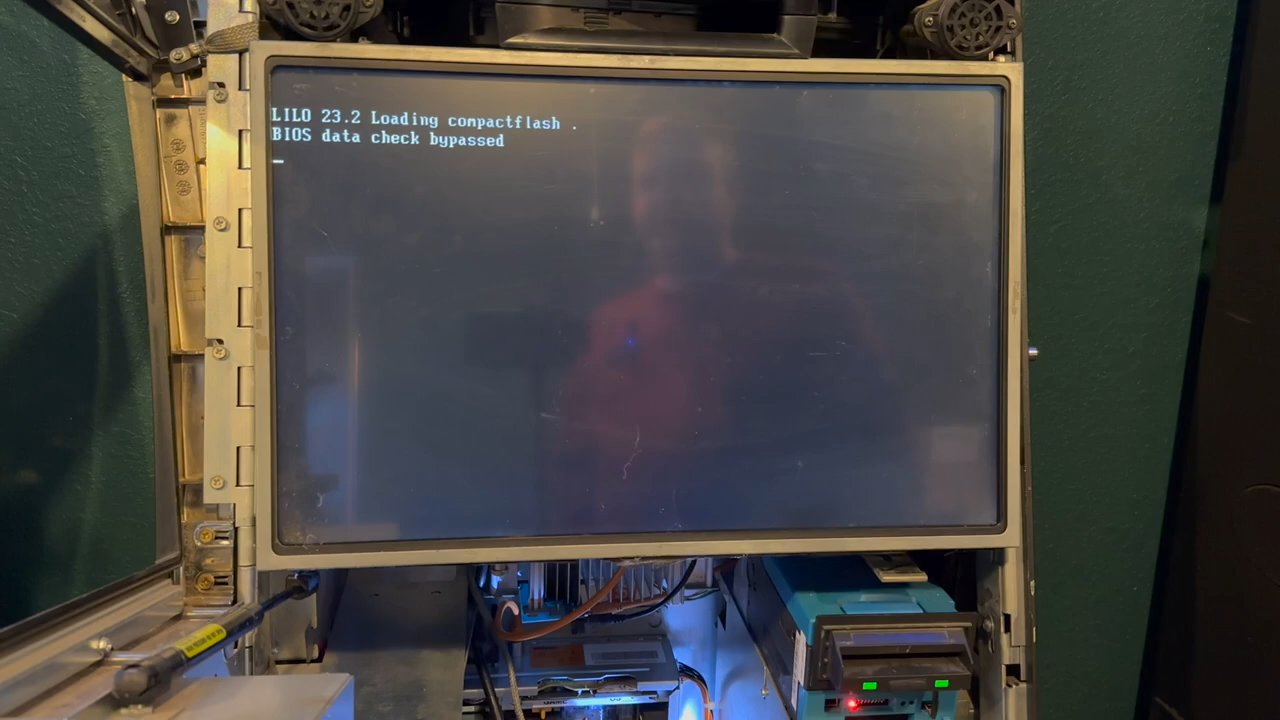 LILO 23.2 Loading compactflash .
BIOS data check bypassed